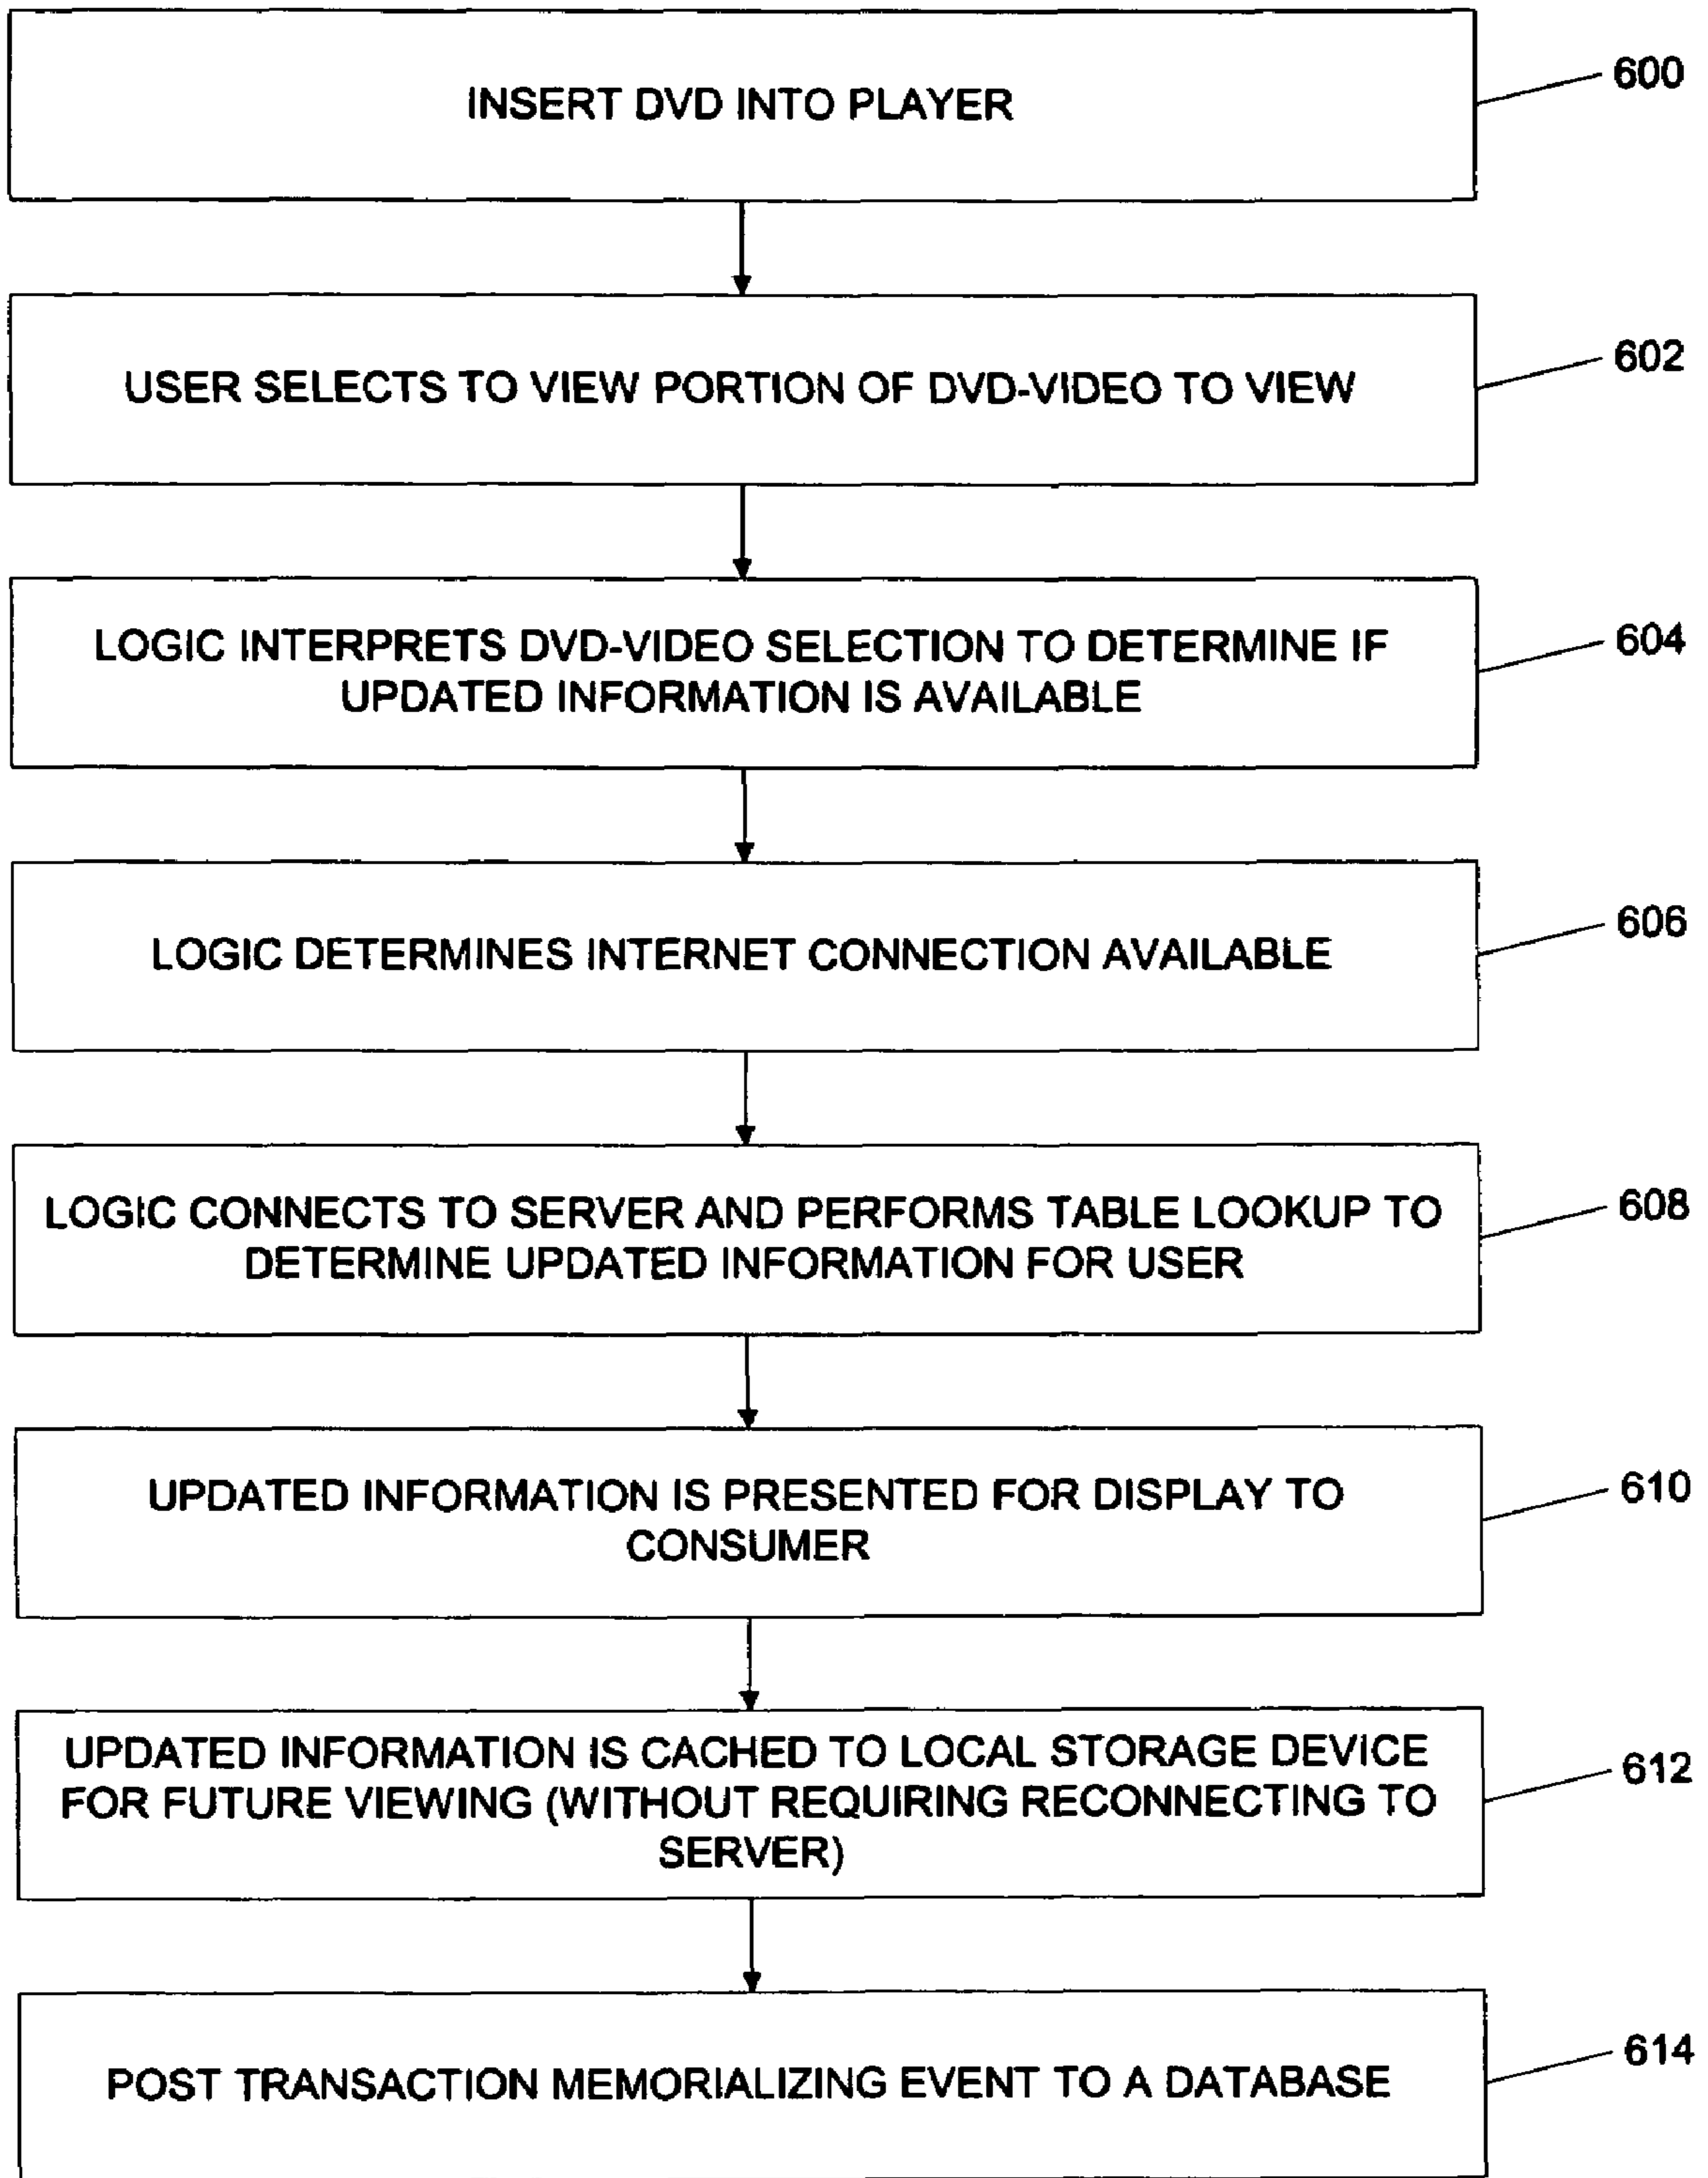 INSERT DVD INTO PLAYER
600
USER SELECTS TO VIEW PORTION OF DVD-VIDEO TO VIEW
602
LOGIC INTERPRETS DVD-VIDEO SELECTION TO DETERMINE IF
UPDATED INFORMATION IS AVAILABLE
604
LOGIC DETERMINES INTERNET CONNECTION AVAILABLE
606
LOGIC CONNECTS TO SERVER AND PERFORMS TABLE LOOKUP TO
DETERMINE UPDATED INFORMATION FOR USER
608
UPDATED INFORMATION IS PRESENTED FOR DISPLAY TO
CONSUMER
610
UPDATED INFORMATION IS CACHED TO LOCAL STORAGE DEVICE
FOR FUTURE VIEWING (WITHOUT REQUIRING RECONNECTING TO
SERVER)
612
POST TRANSACTION MEMORIALIZING EVENT TO A DATABASE
614